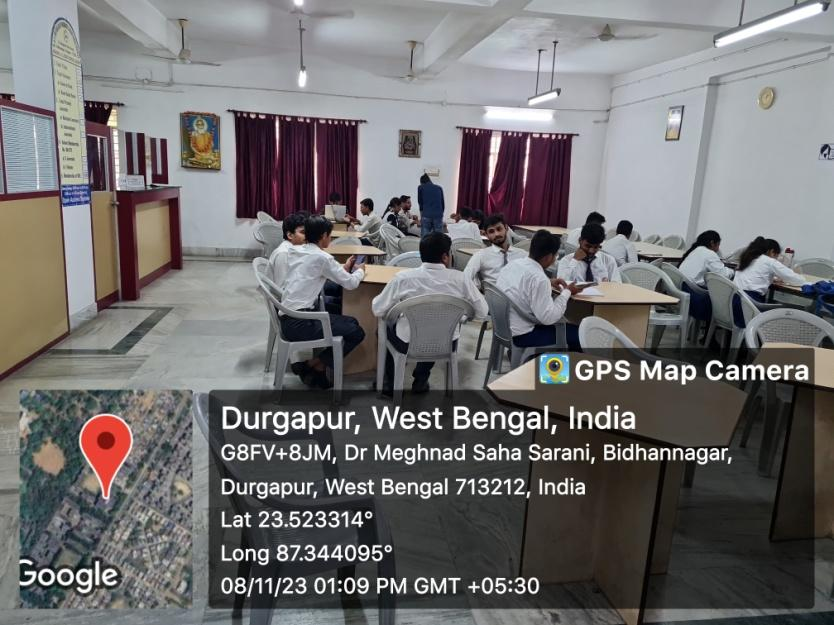 GPS Map Camera
Durgapur, West Bengal, India
G8FV+8JM, Dr Meghnad Saha Sarani, Bidhannagar,
Durgapur, West Bengal 713212, India
Lat 23.523314°
Long 87.344095°
08/11/23 01:09 PM GMT +05:30
Google